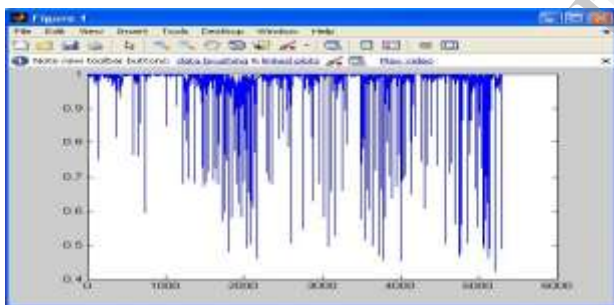 Figure 1
File Edit View Insert Tools Desktop Window Help
Note new toolbar buttons: data brushing & linked plots Play video
1
0.9
0.8
0.7
0.6
0.5
0.4
0 1000 2000 3000 4000 5000 6000